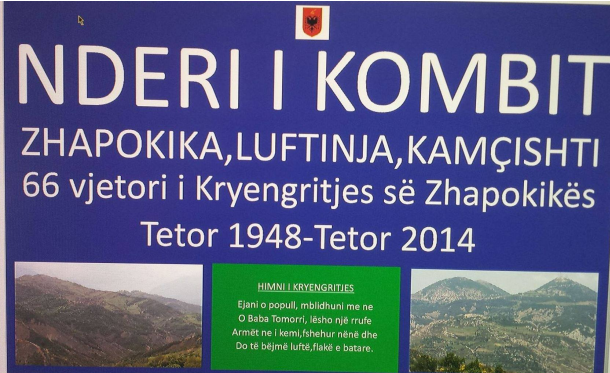 NDERI I KOMBIT
ZHAPOKIKA,LUFTINJA,KAMÇISHTI
66 vjetori i Kryengritjes së Zhapokikës
Tetor 1948-Tetor 2014
HIMNI I KRYENGRITJES
Ejani o popull, mblidhuni me ne
O Baba Tomorri, lësho një rrufe
Armët ne i kemi,fshehur nënë dhe
Do të bëjmë luftë,flakë e batare.